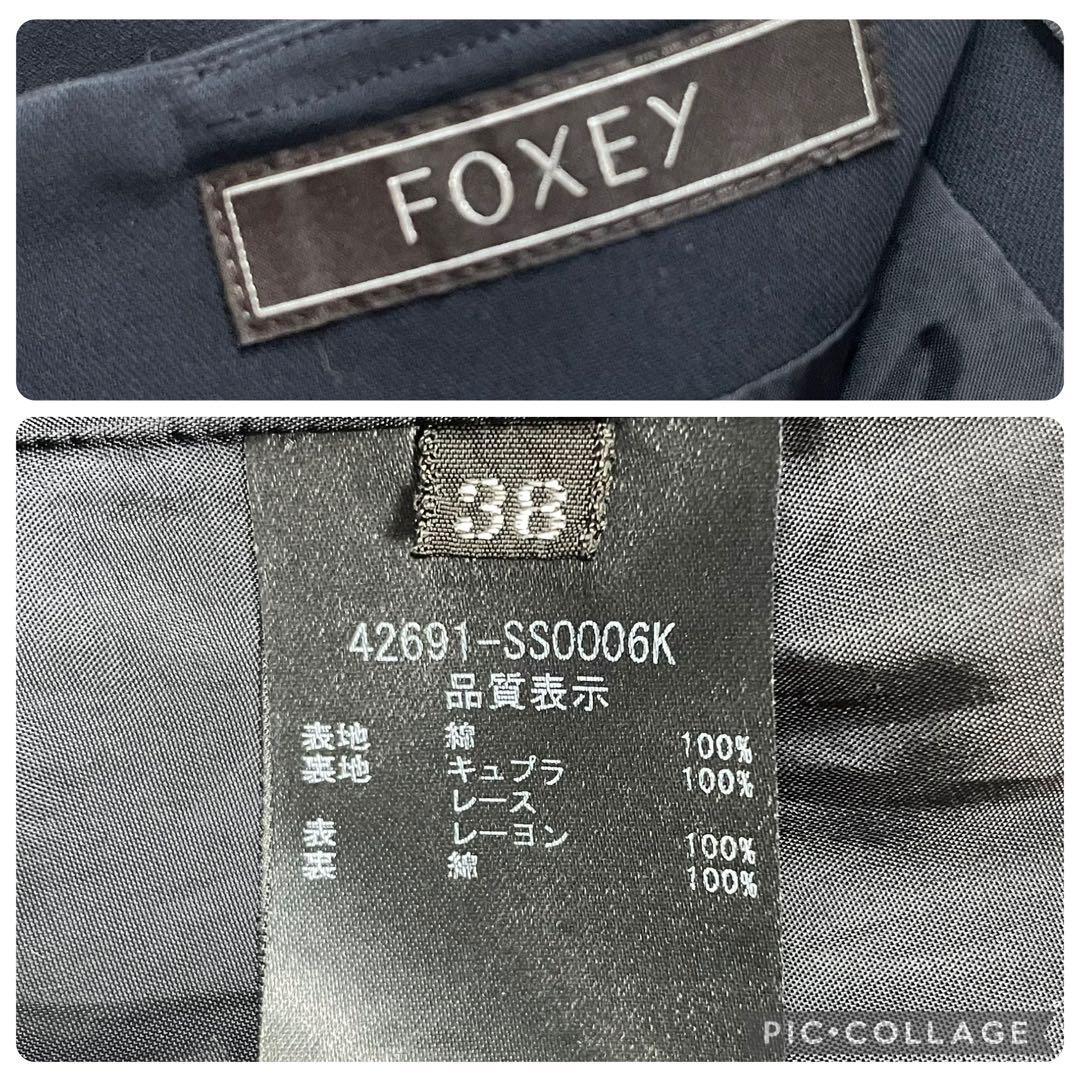 FOXEY
38
42691-SS0006K
品質表示
表地 綿 100%
裏地 キュプラ 100%
レース
表 レーヨン 100%
裏 綿 100%
PIC•COLLAGE